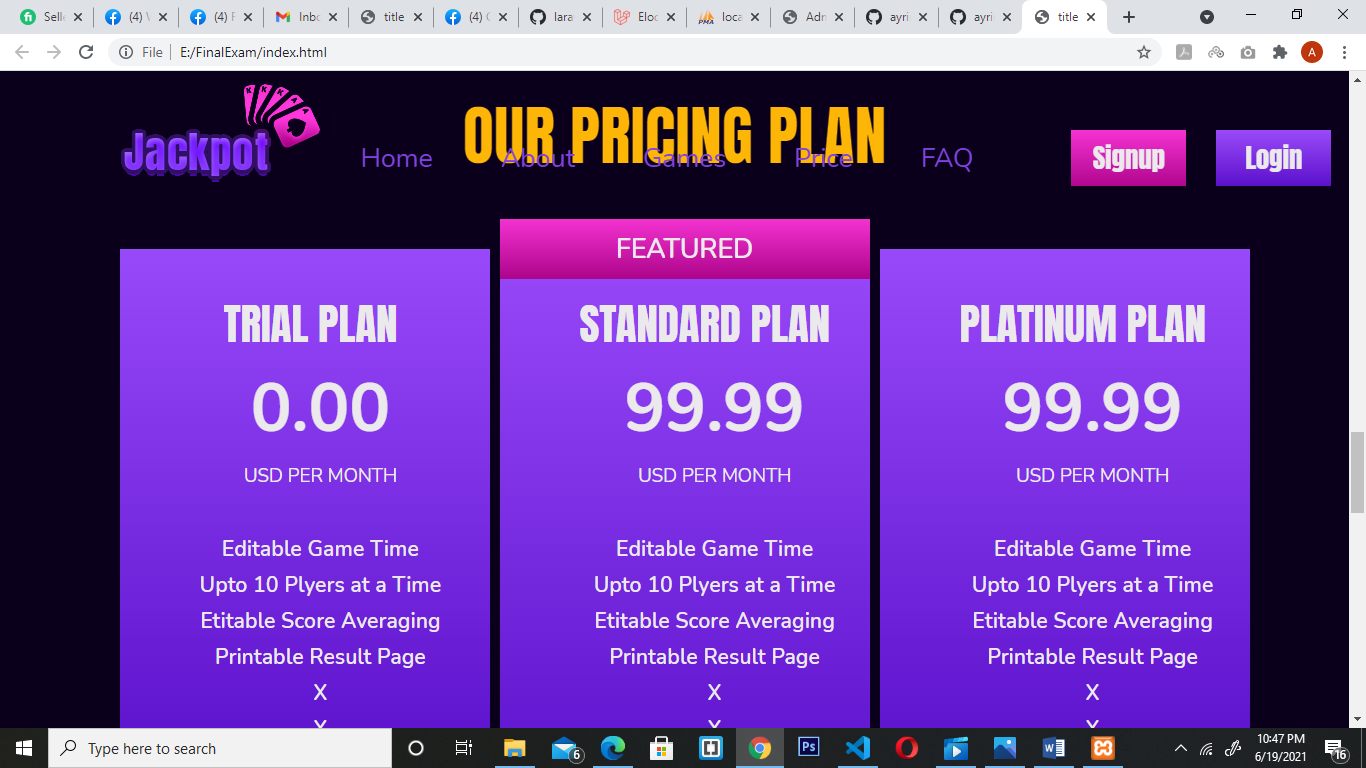 Selle
(4) V
(4) F
Inbo
title
(4) C
lara
Eloc
loca
Adn
ayri
ayri
title
File E:/FinalExam/index.html
A
Jackpot
OUR PRICING PLAN
Home About Games Price FAQ
Signup Login
FEATURED
TRIAL PLAN STANDARD PLAN PLATINUM PLAN
0.00 99.99 99.99
USD PER MONTH USD PER MONTH USD PER MONTH
Editable Game Time Editable Game Time Editable Game Time
Upto 10 Plyers at a Time Upto 10 Plyers at a Time Upto 10 Plyers at a Time
Etitable Score Averaging Etitable Score Averaging Etitable Score Averaging
Printable Result Page Printable Result Page Printable Result Page
X X X
Type here to search
6
Ps
10:47 PM
6/19/2021
16